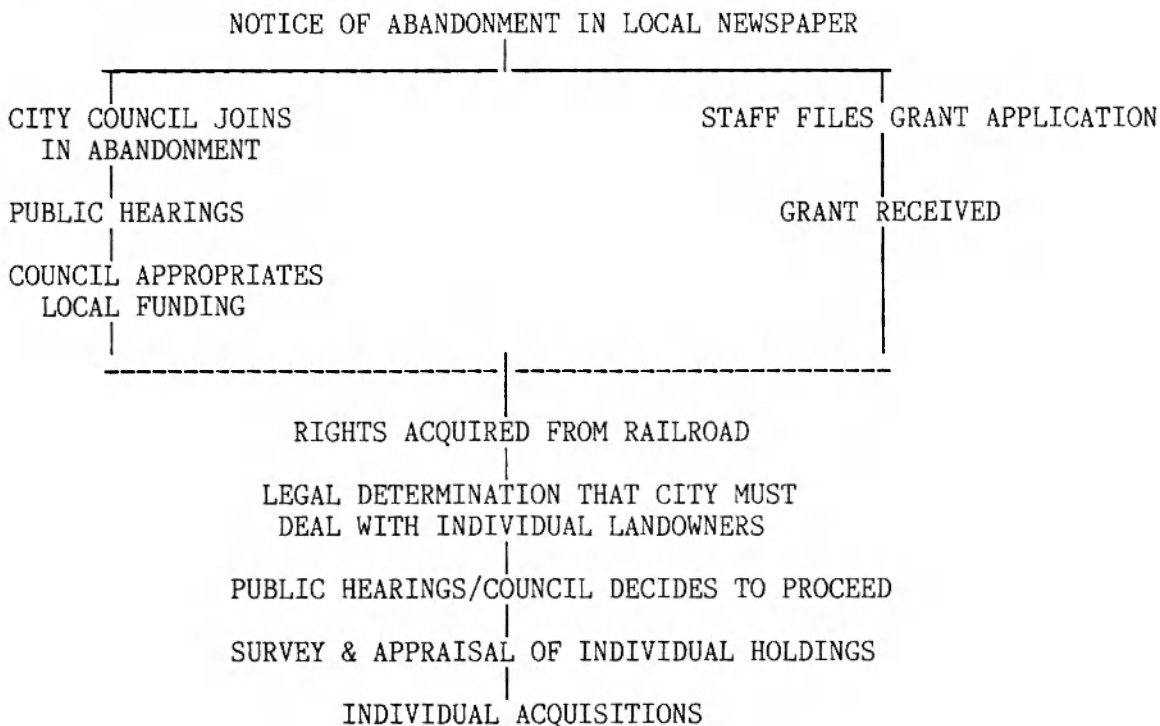 NOTICE OF ABANDONMENT IN LOCAL NEWSPAPER
CITY COUNCIL JOINS
IN ABANDONMENT
PUBLIC HEARINGS
COUNCIL APPROPRIATES
LOCAL FUNDING
STAFF FILES GRANT APPLICATION
GRANT RECEIVED
RIGHTS ACQUIRED FROM RAILROAD
LEGAL DETERMINATION THAT CITY MUST
DEAL WITH INDIVIDUAL LANDOWNERS
PUBLIC HEARINGS/COUNCIL DECIDES TO PROCEED
SURVEY & APPRAISAL OF INDIVIDUAL HOLDINGS
INDIVIDUAL ACQUISITIONS